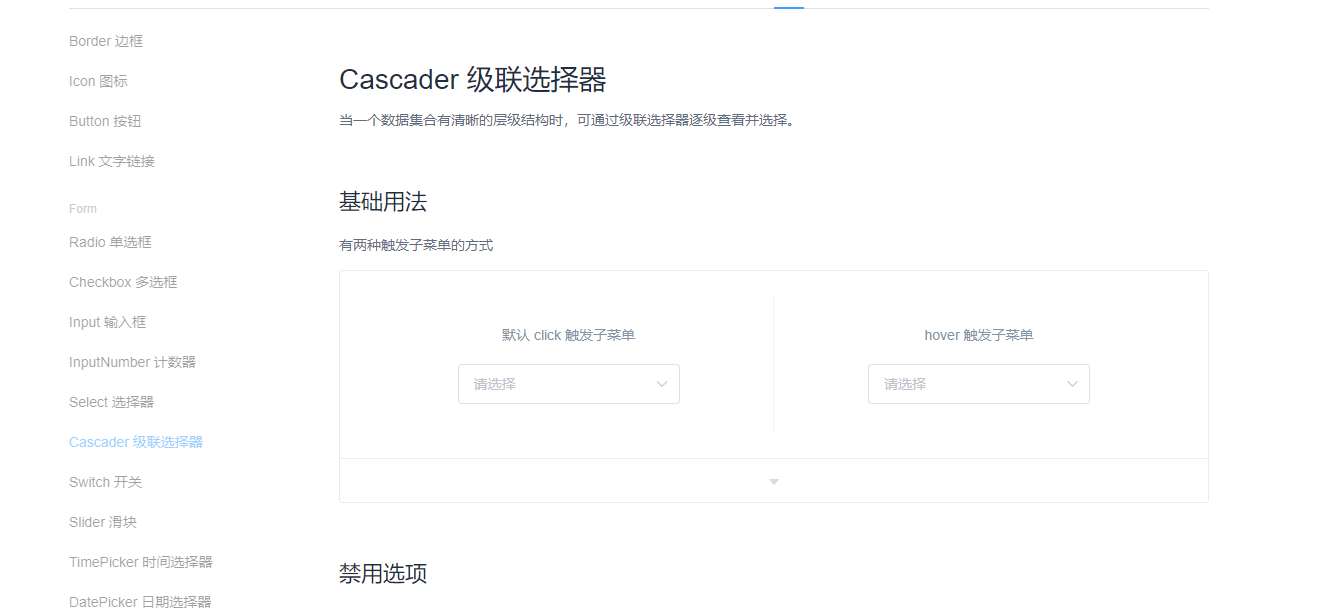 Border 边框
Icon 图标
Button 按钮
Link 文字链接
Form
Radio 单选框
Checkbox 多选框
Input 输入框
InputNumber 计数器
Select 选择器
Cascader 级联选择器
Switch 开关
Slider 滑块
TimePicker 时间选择器
DatePicker 日期选择器
Cascader 级联选择器
当一个数据集合有清晰的层级结构时，可通过级联选择器逐级查看并选择。
基础用法
有两种触发子菜单的方式
默认 click 触发子菜单
请选择
hover 触发子菜单
请选择
禁用选项